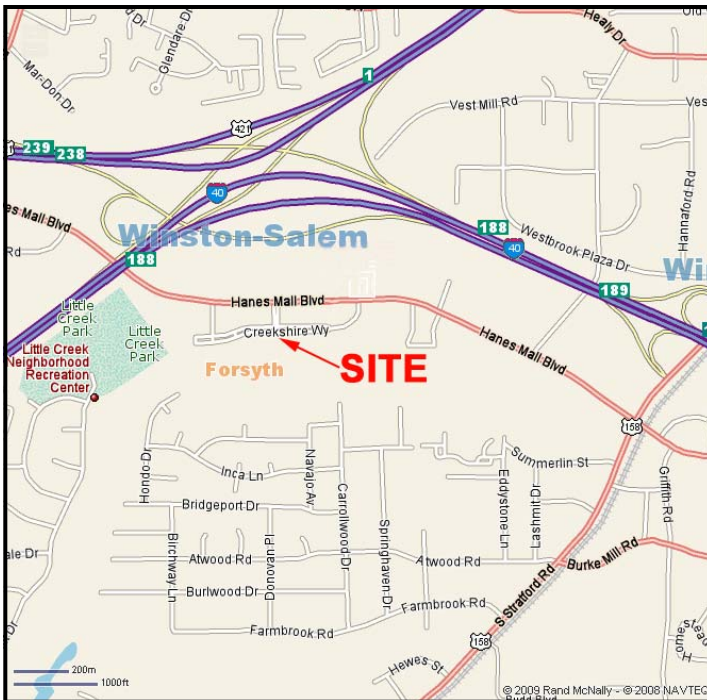 Glendare Dr
Mar-Don Dr
1
Healy Dr
Vest Mill Rd
421
239
238
40
Hannaford Rd
Hanes Mall Blvd
Winston-Salem
188
188
40
Westbrook Plaza Dr
Rd
188
189
Little
Creek
Park
Little
Creek
Park
Hanes Mall Blvd
Creekshire Wy
Hanes Mall Blvd
Little Creek
Neighborhood
Recreation
Center
Forsyth
SITE
158
Hondo Dr
Inca Ln
Navajo Av
Summerlin St
Eddystone Ln
Lashmit Dr
Griffith Rd
Bridgeport Dr
Carrollwood Dr
Springhaven Dr
Birchway Ln
Atwood Rd
Donovan Pl
Atwood Rd
Burke Mill Rd
Burlwood Dr
S Stratford Rd
Farmbrook Rd
Farmbrook Rd
158
Hewes St
200m
1000ft
© 2009 Rand McNally - © 2008 NAVTEQ